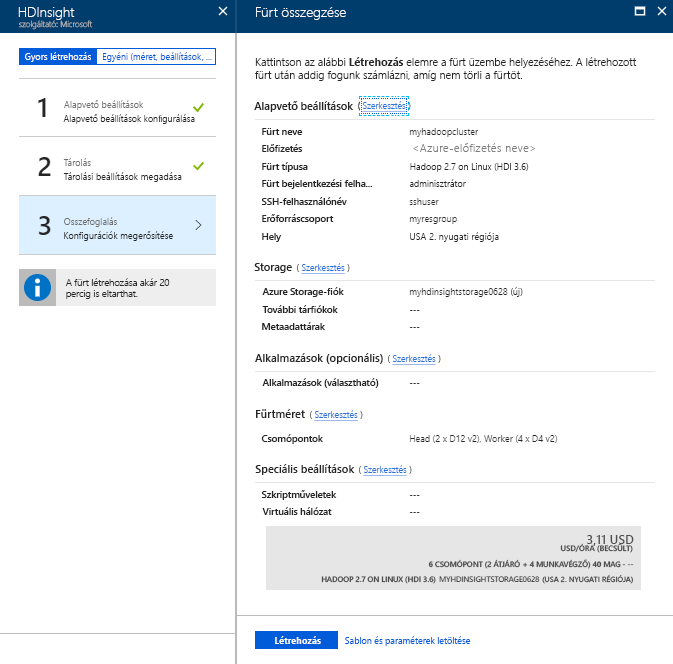 HDInsight
szolgáltató: Microsoft
Gyors létrehozás
Egyéni (méret, beállítások, ...
1
Alapvető beállítások
Alapvető beállítások konfigurálása
2
Tárolás
Tárolási beállítások megadása
3
Összefoglalás
Konfigurációk megerősítése
A fürt létrehozása akár 20
percig is eltarthat.
Fürt összegzése
Kattintson az alábbi Létrehozás elemre a fürt üzembe helyezéséhez. A létrehozott
fürt után addig fogunk számlázni, amíg nem törli a fürtöt.
Alapvető beállítások (Szerkesztés)
Fürt neve myhadoopcluster
Előfizetés <Azure-előfizetés neve>
Fürt típusa Hadoop 2.7 on Linux (HDI 3.6)
Fürt bejelentkezési felha... adminisztrátor
SSH-felhasználónév sshuser
Erőforráscsoport myresgroup
Hely USA 2. nyugati régiója
Storage ( Szerkesztés )
Azure Storage-fiók myhdinsightstorage0628 (új)
További tárfiókok ---
Metaadattárak ---
Alkalmazások (opcionális) ( Szerkesztés )
Alkalmazások (választható) ---
Fürtméret ( Szerkesztés )
Csomópontok Head (2 x D12 v2), Worker (4 x D4 v2)
Speciális beállítások ( Szerkesztés )
Szkriptműveletek ---
Virtuális hálózat ---
3,11 USD
USD/ÓRA (BECSÜLT)
6 CSOMÓPONT (2 ÁTJÁRÓ + 4 MUNKAVÉGZŐ) 40 MAG - --
HADOOP 2.7 ON LINUX (HDI 3.6) MYHDINSIGHTSTORAGE0628 (USA 2. NYUGATI RÉGIÓJA)
Létrehozás
Sablon és paraméterek letöltése